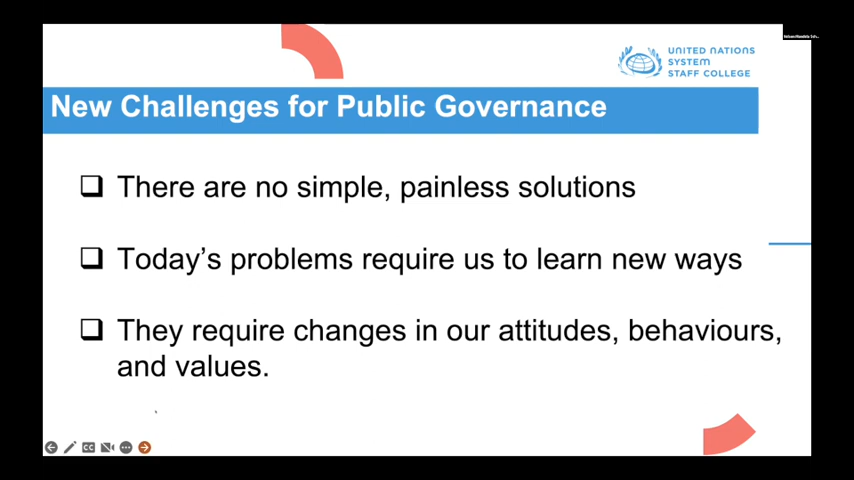 UNITED NATIONS
SYSTEM
STAFF COLLEGE
New Challenges for Public Governance
There are no simple, painless solutions
Today’s problems require us to learn new ways
They require changes in our attitudes, behaviours,
and values.
CC